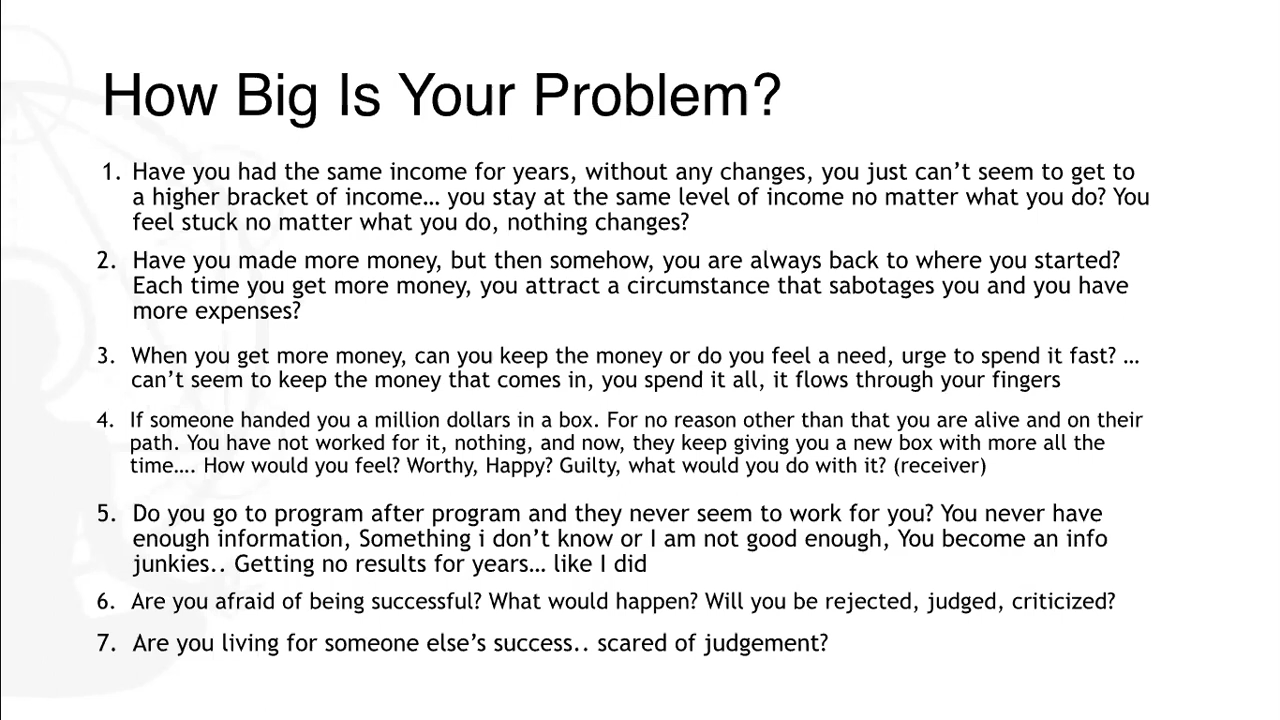 How Big Is Your Problem?
1. Have you had the same income for years, without any changes, you just can’t seem to get to
a higher bracket of income… you stay at the same level of income no matter what you do? You
feel stuck no matter what you do, nothing changes?
2. Have you made more money, but then somehow, you are always back to where you started?
Each time you get more money, you attract a circumstance that sabotages you and you have
more expenses?
3. When you get more money, can you keep the money or do you feel a need, urge to spend it fast? …
can’t seem to keep the money that comes in, you spend it all, it flows through your fingers
4. If someone handed you a million dollars in a box. For no reason other than that you are alive and on their
path. You have not worked for it, nothing, and now, they keep giving you a new box with more all the
time…. How would you feel? Worthy, Happy? Guilty, what would you do with it? (receiver)
5. Do you go to program after program and they never seem to work for you? You never have
enough information, Something i don’t know or I am not good enough, You become an info
junkies.. Getting no results for years… like I did
6. Are you afraid of being successful? What would happen? Will you be rejected, judged, criticized?
7. Are you living for someone else’s success.. scared of judgement?